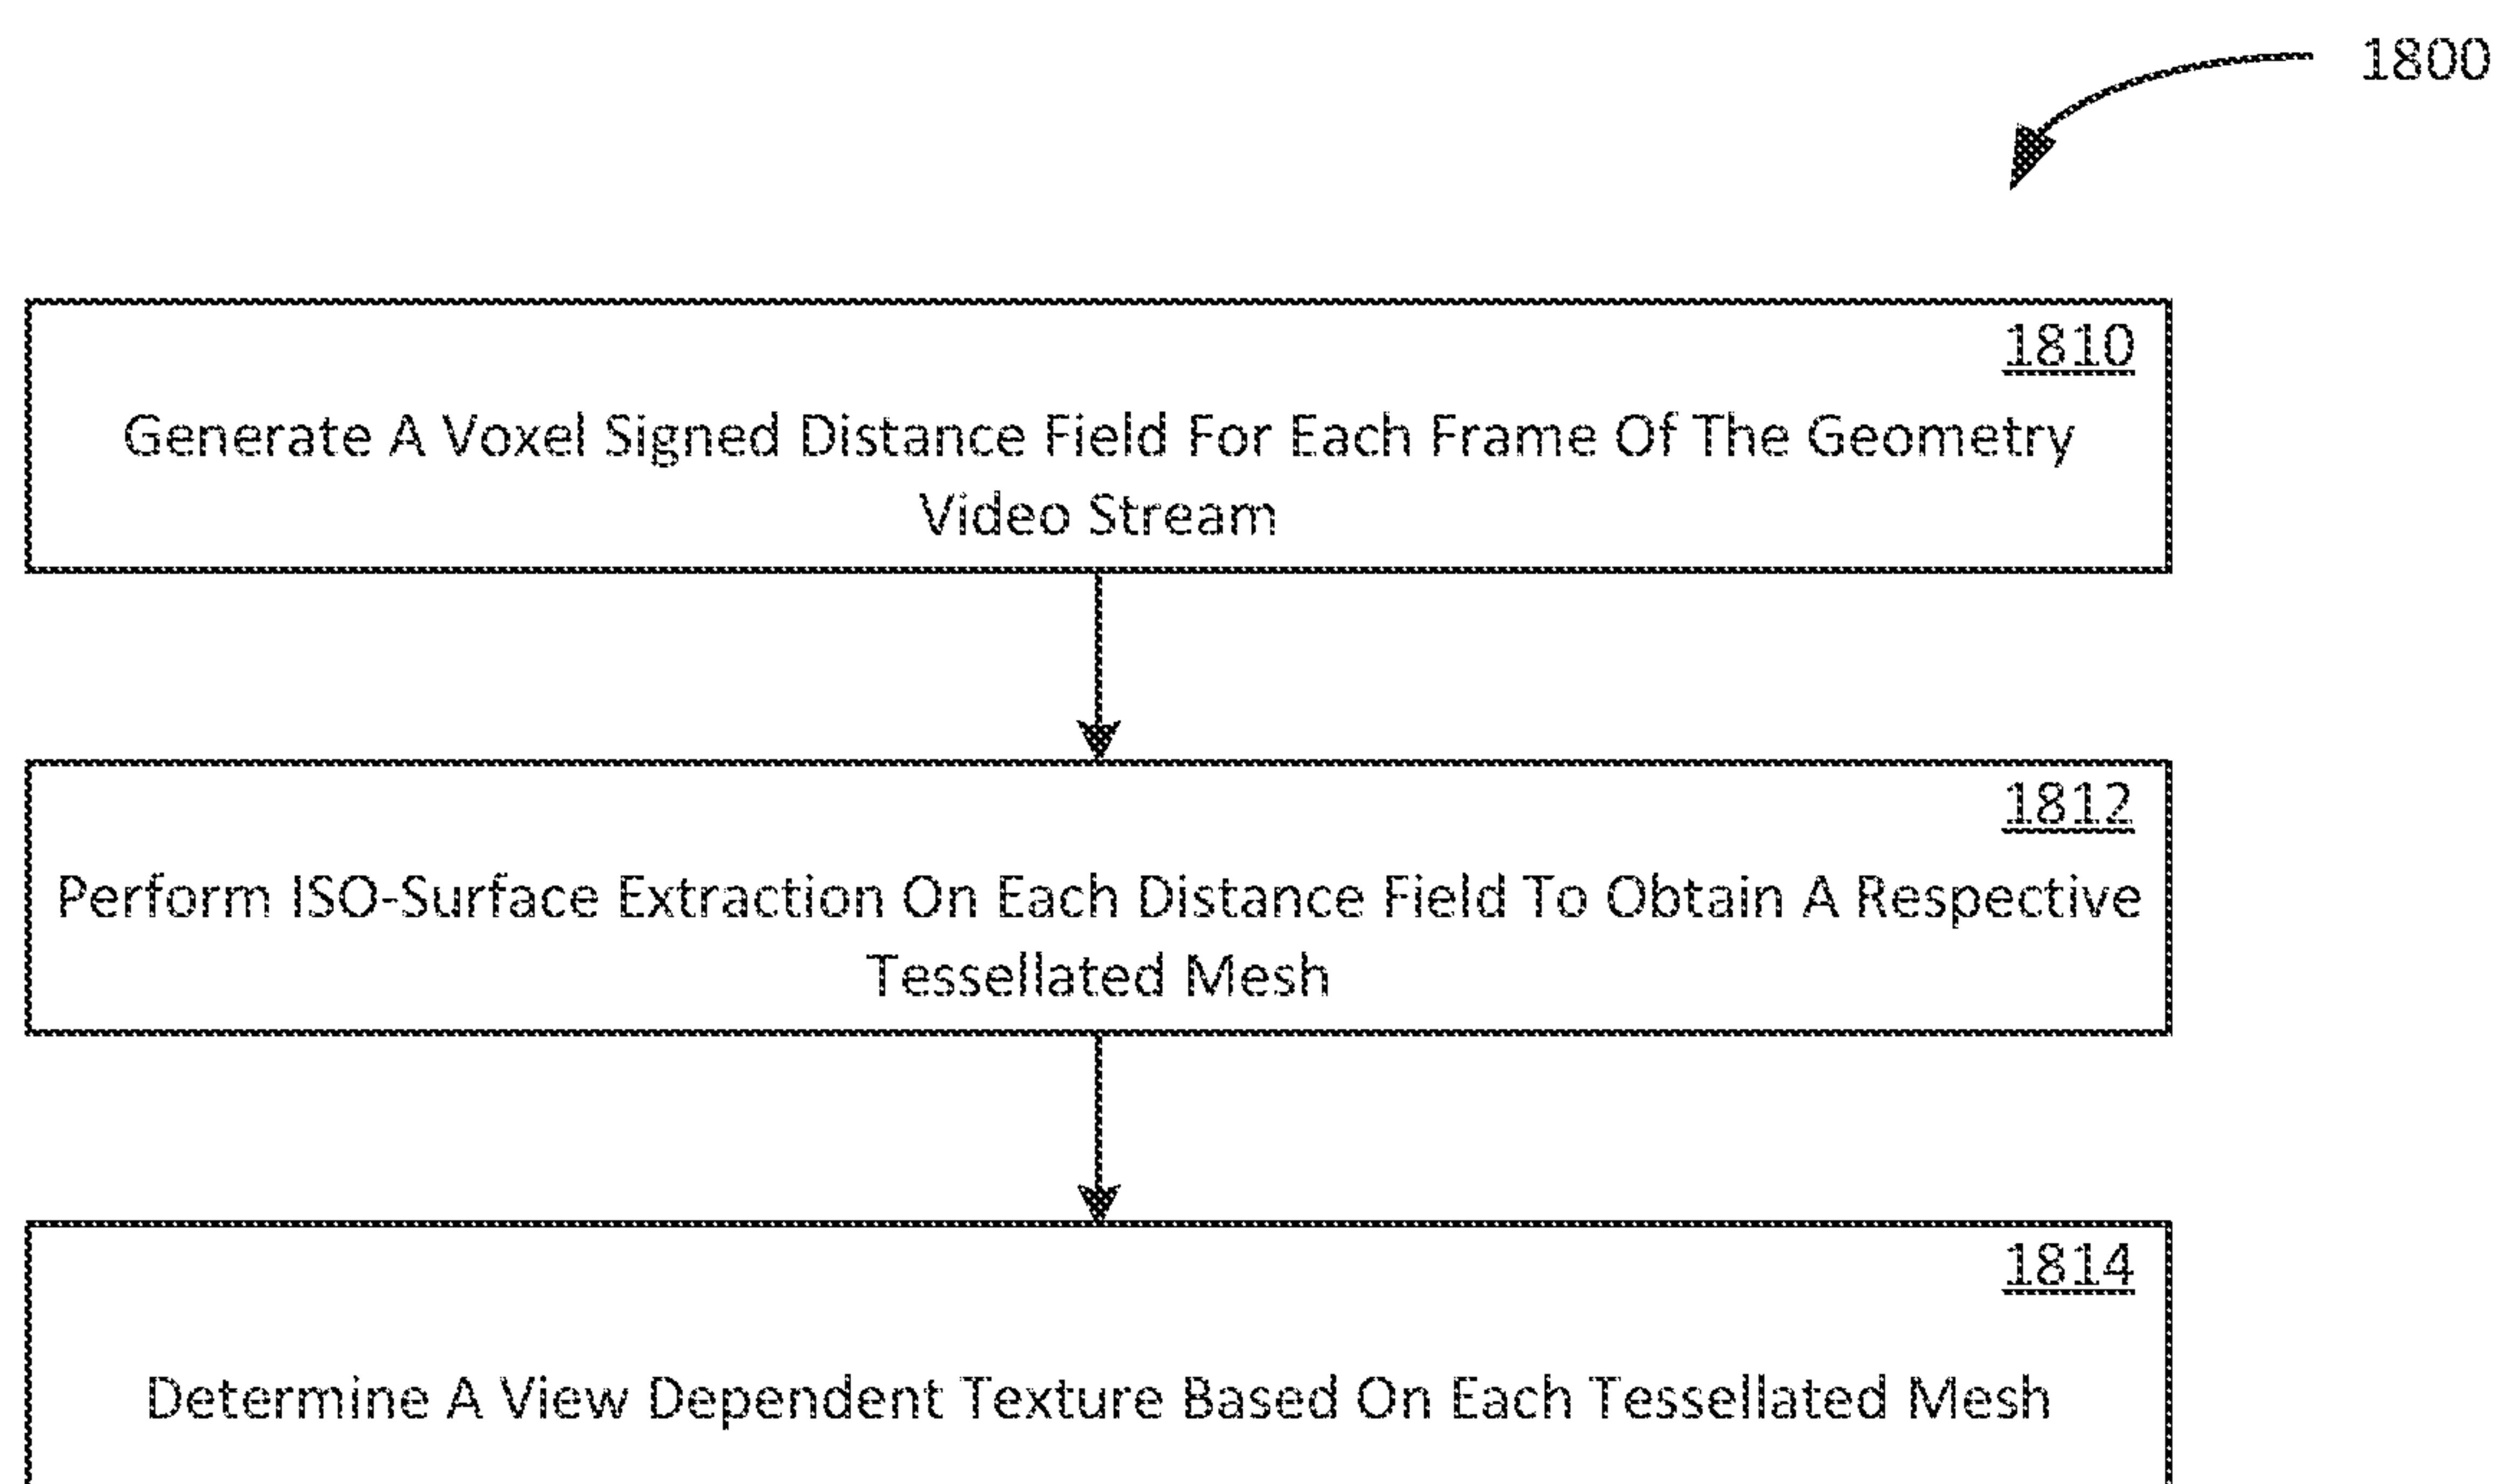 1800
1810
Generate A Voxel Signed Distance Field For Each Frame Of The Geometry
Video Stream
1812
Perform ISO-Surface Extraction On Each Distance Field To Obtain A Respective
Tessellated Mesh
1814
Determine A View Dependent Texture Based On Each Tessellated Mesh